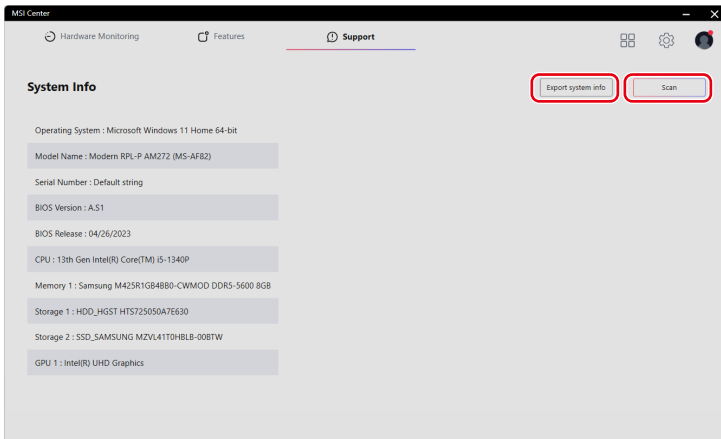 MSI Center
Hardware Monitoring
Features
Support
System Info
Export system info
Scan
Operating System : Microsoft Windows 11 Home 64-bit
Model Name : Modern RPL-P AM272 (MS-AF82)
Serial Number : Default string
BIOS Version : A.S1
BIOS Release : 04/26/2023
CPU : 13th Gen Intel(R) Core(TM) i5-1340P
Memory 1 : Samsung M425R1GB4BB0-CWMOD DDR5-5600 8GB
Storage 1 : HDD_HGST HTS725050A7E630
Storage 2 : SSD_SAMSUNG MZVL41T0HBLB-00BTW
GPU 1 : Intel(R) UHD Graphics